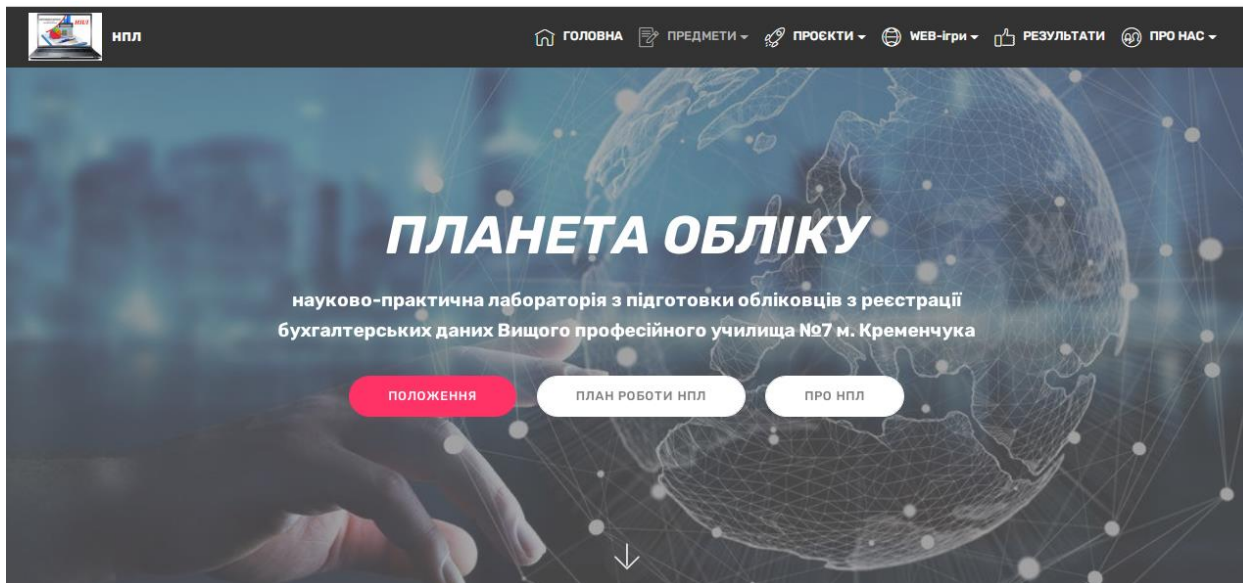 НПЛ
ГОЛОВНА
ПРЕДМЕТИ
ПРОЄКТИ
WEB-ігри
РЕЗУЛЬТАТИ
ПРО НАС
ПЛАНЕТА ОБЛІКУ
науково-практична лабораторія з підготовки обліковців з реєстрації
бухгалтерських даних Вищого професійного училища №7 м. Кременчука
ПОЛОЖЕННЯ
ПЛАН РОБОТИ НПЛ
ПРО НПЛ